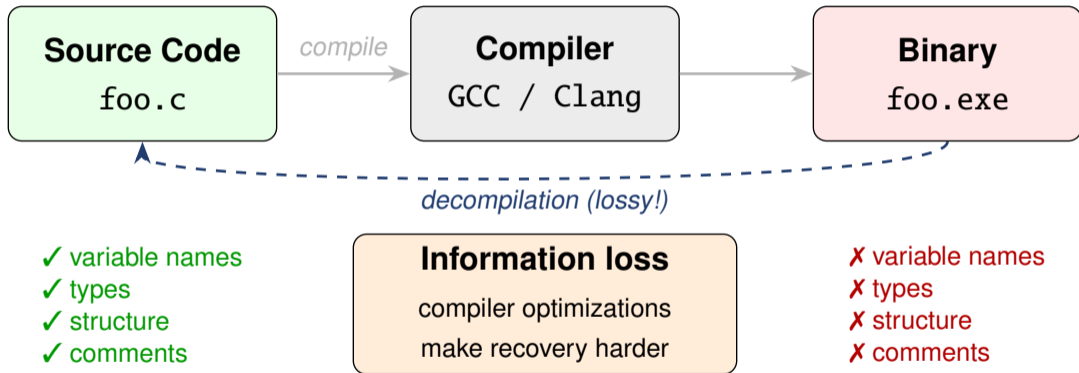 Source Code
foo.c
compile
Compiler
GCC / Clang
Binary
foo.exe
decompilation (lossy!)
✓ variable names
✓ types
✓ structure
✓ comments
Information loss
compiler optimizations
make recovery harder
✗ variable names
✗ types
✗ structure
✗ comments